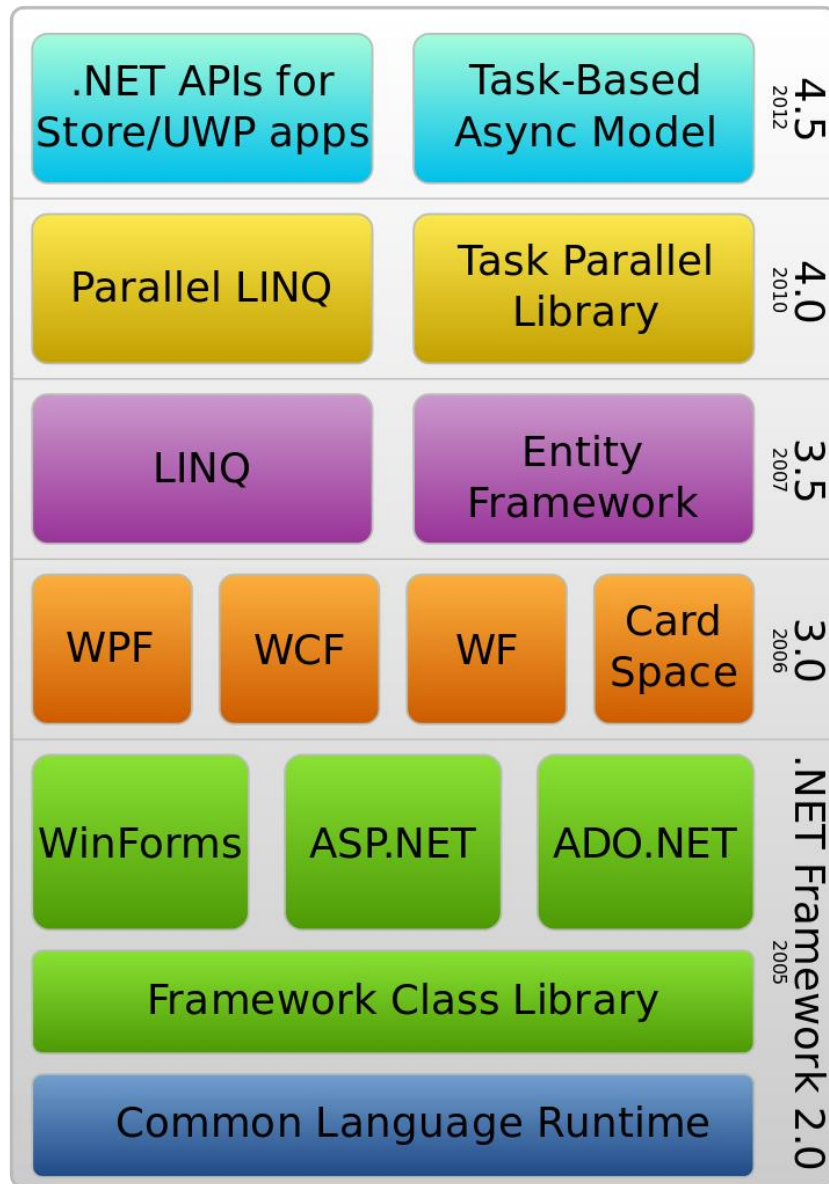 .NET APIs for
Store/UWP apps
Task-Based
Async Model
4.5
2012
Parallel LINQ
Task Parallel
Library
4.0
2010
LINQ
Entity
Framework
3.5
2007
WPF
WCF
WF
Card
Space
3.0
2006
WinForms
ASP.NET
ADO.NET
Framework Class Library
Common Language Runtime
.NET Framework 2.0
2005